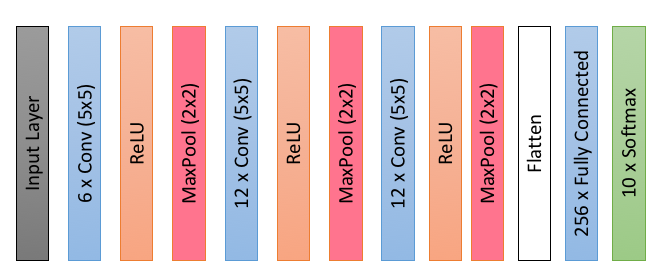 Input Layer
6 x Conv (5x5)
ReLU
MaxPool (2x2)
12 x Conv (5x5)
ReLU
MaxPool (2x2)
12 x Conv (5x5)
ReLU
MaxPool (2x2)
Flatten
256 x Fully Connected
10 x Softmax